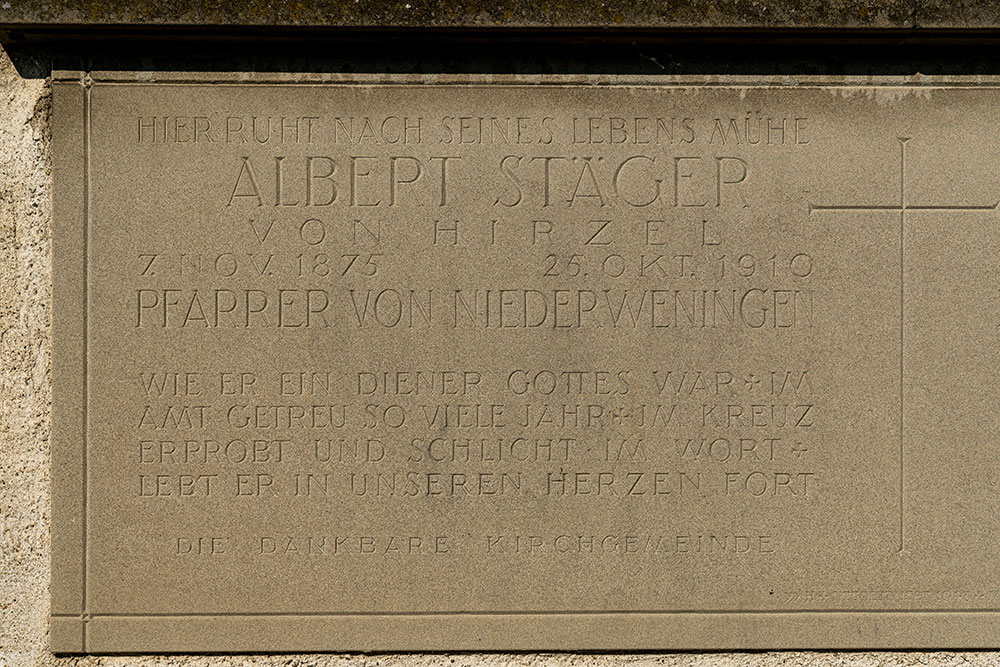 HIER RUHT NACH SEINES LEBENS MÜHE
ALBERT STÄGER
VON HIRZEL
7. NOV. 1875 25. OKT. 1910
PFARRER VON NIEDERWENINGEN
WIE ER EIN DIENER GOTTES WAR + IM
AMT GETREU SO VIELE JAHR + IM KREUZ
ERPROBT UND SCHLICHT · IM WORT +
LEBT ER IN UNSEREN HERZEN FORT
DIE DANKBARE KIRCHGEMEINDE